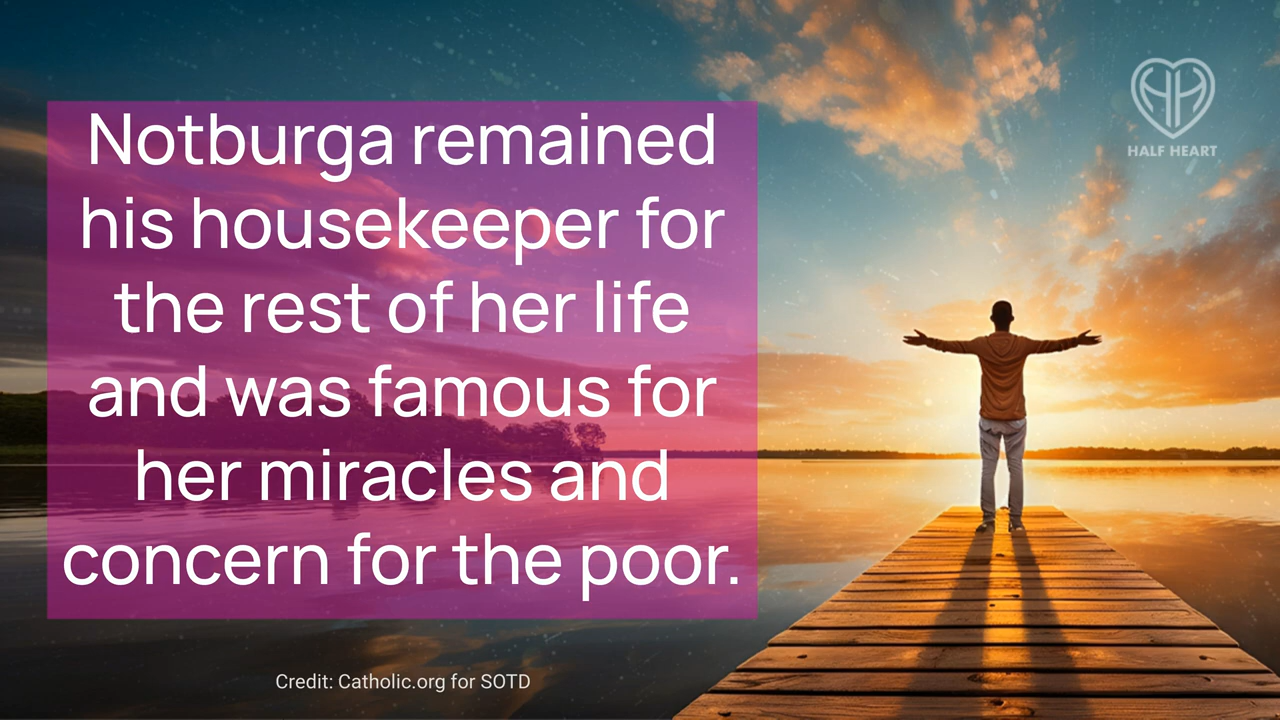 Notburga remained
his housekeeper for
the rest of her life
and was famous for
her miracles and
concern for the poor.
HALF HEART
Credit: Catholic.org for SOTD